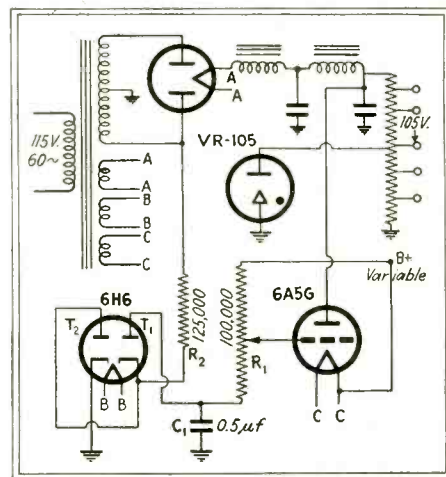 A
A
VR-105
105V.
115V.
60~
A
A
B
B
C
C
6H6
T₂
T₁
B
B
R₂
125,000
100,000
R₁
C₁
0.5µf
6A5G
B+
Variable
C
C